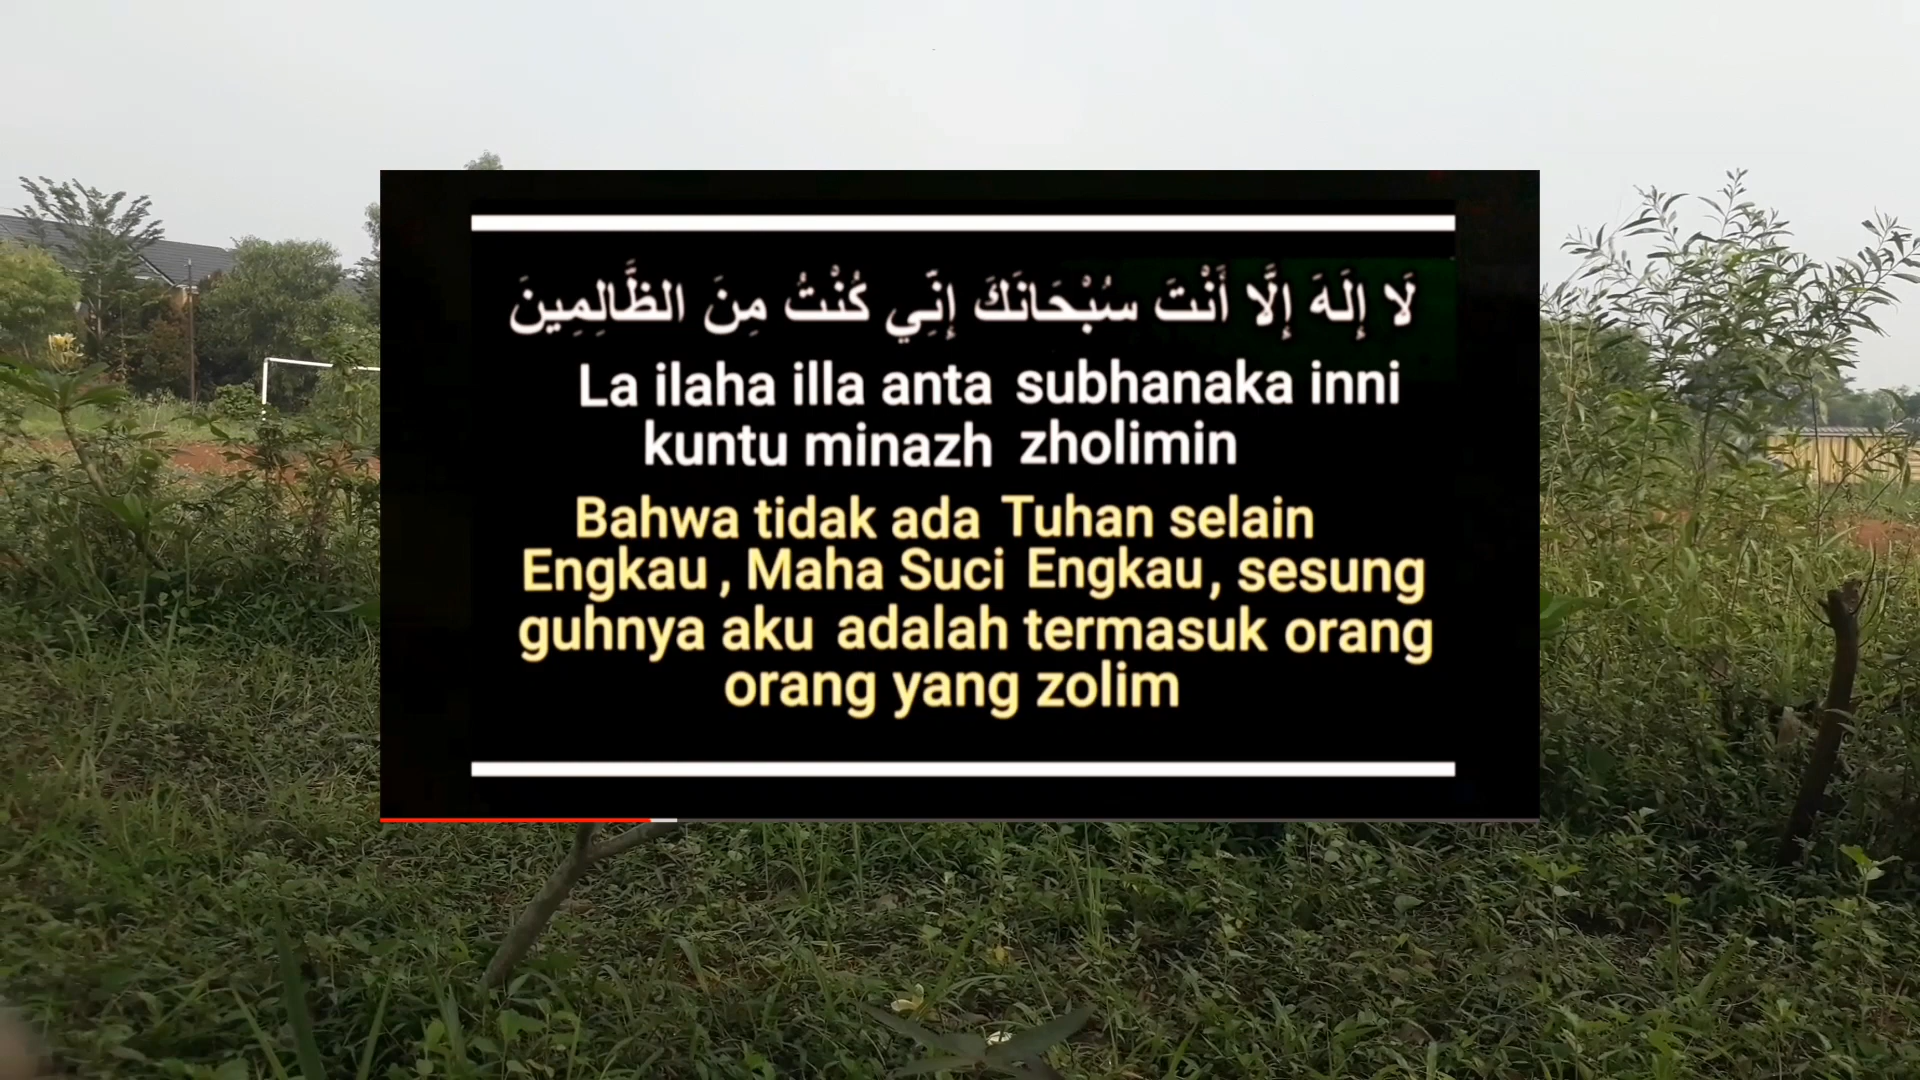 لَا إِلَهَ إِلَّا أَنْتَ سُبْحَانَكَ إِنِّي كُنْتُ مِنَ الظَّالِمِينَ
La ilaha illa anta subhanaka inni
kuntu minazh zholimin
Bahwa tidak ada Tuhan selain
Engkau , Maha Suci Engkau, sesung
guhnya aku adalah termasuk orang
orang yang zolim